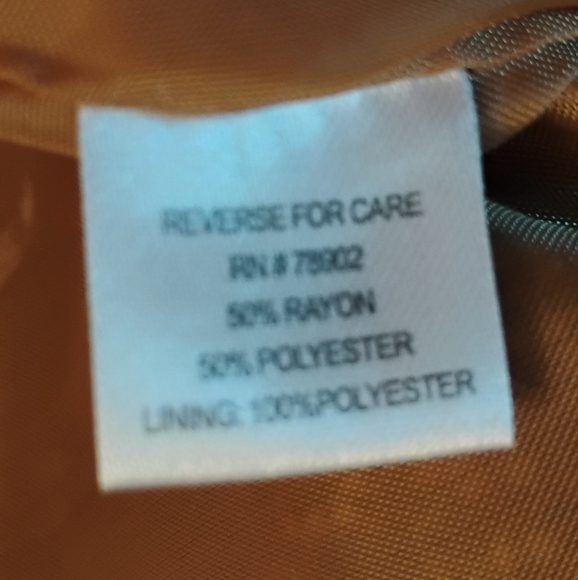 REVERSE FOR CARE
RN # 78902
50% RAYON
50% POLYESTER
LINING: 100%POLYESTER